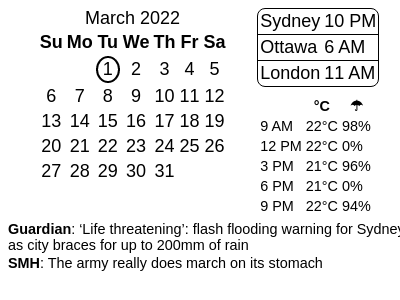 March 2022
Su Mo Tu We Th Fr Sa
1 2 3 4 5
6 7 8 9 10 11 12
13 14 15 16 17 18 19
20 21 22 23 24 25 26
27 28 29 30 31
Sydney 10 PM
Ottawa 6 AM
London 11 AM
°C ☂
9 AM 22°C 98%
12 PM 22°C 0%
3 PM 21°C 96%
6 PM 21°C 0%
9 PM 22°C 94%
Guardian: ‘Life threatening’: flash flooding warning for Sydney
as city braces for up to 200mm of rain
SMH: The army really does march on its stomach